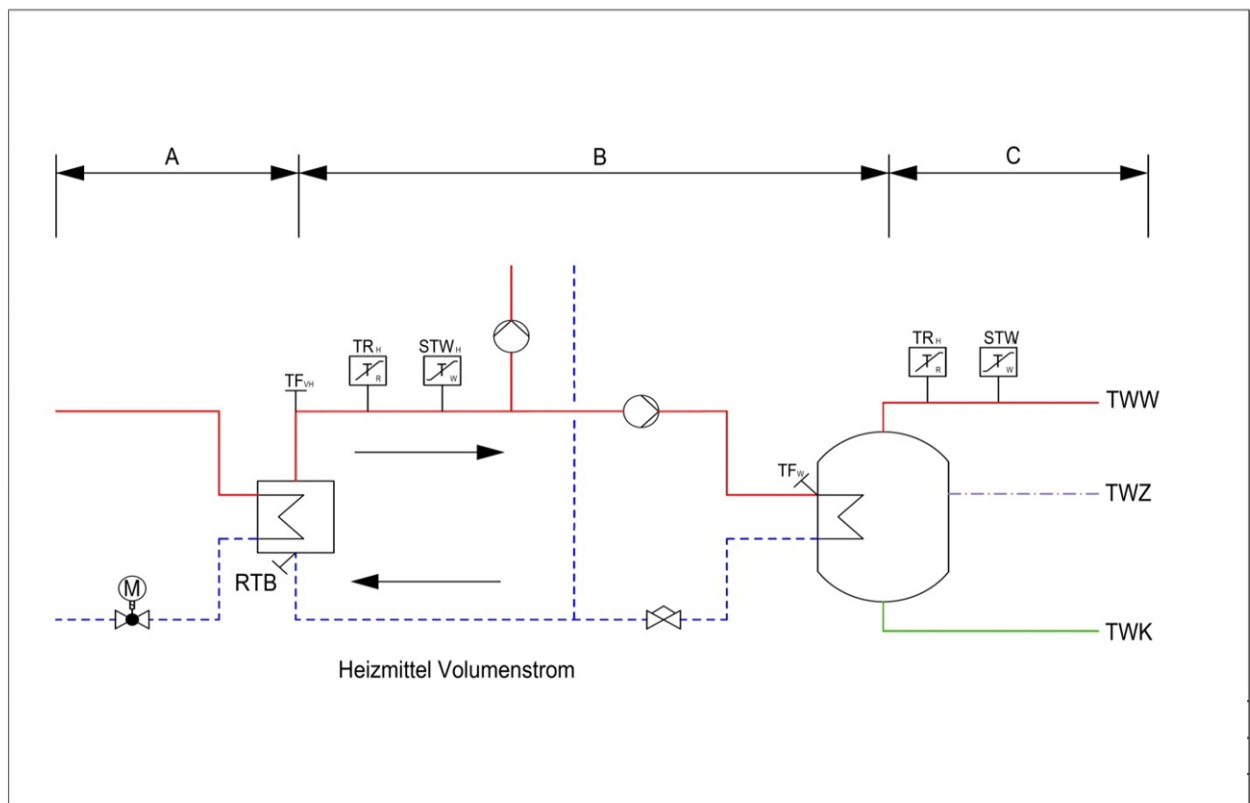 A
B
C
TR H
T R
STW H
T W
TF VH
TR H
T R
STW
T W
TWW
TF W
TWZ
RTB
M
TWK
Heizmittel Volumenstrom